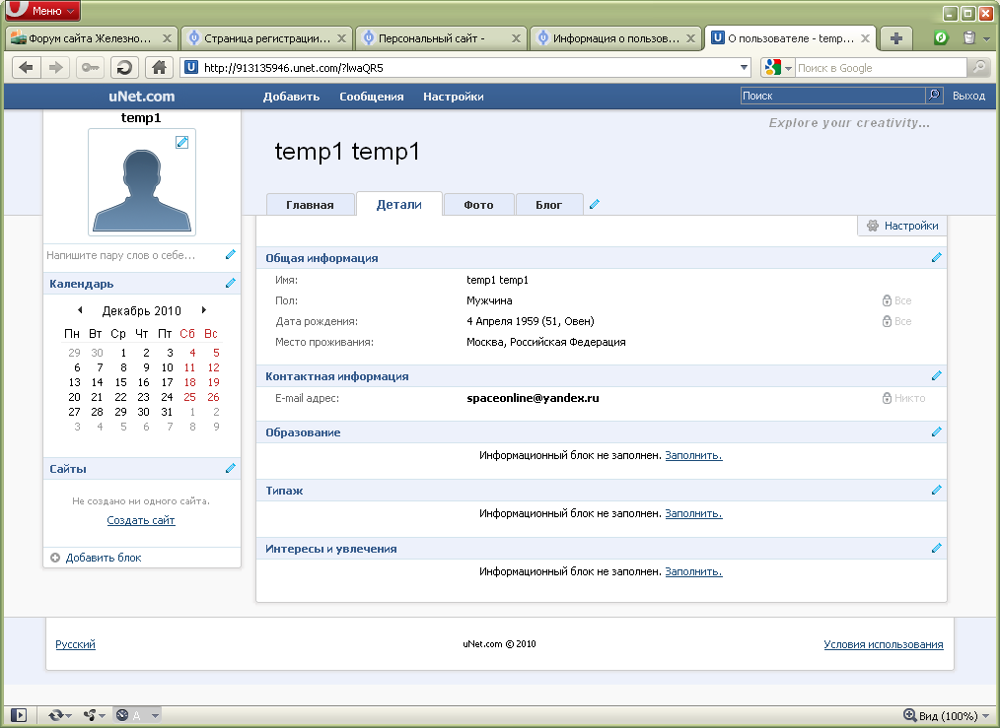 Меню
Форум сайта Железно...
Страница регистрации...
Персональный сайт -
Информация о пользов...
О пользователе - temp...
http://913135946.unet.com/?lwaQR5
Поиск в Google
uNet.com
Добавить
Сообщения
Настройки
Поиск
Выход
temp1
Explore your creativity...
temp1 temp1
Главная
Детали
Фото
Блог
Настройки
Напишите пару слов о себе...
Календарь
Декабрь 2010
Пн Вт Ср Чт Пт Сб Вс
29 30 1 2 3 4 5
6 7 8 9 10 11 12
13 14 15 16 17 18 19
20 21 22 23 24 25 26
27 28 29 30 31 1 2
3 4 5 6 7 8 9
Сайты
Не создано ни одного сайта.
Создать сайт
Добавить блок
Общая информация
Имя: temp1 temp1
Пол: Мужчина Все
Дата рождения: 4 Апреля 1959 (51, Овен) Все
Место проживания: Москва, Российская Федерация
Контактная информация
E-mail адрес: spaceonline@yandex.ru Никто
Образование
Информационный блок не заполнен. Заполнить.
Типаж
Информационный блок не заполнен. Заполнить.
Интересы и увлечения
Информационный блок не заполнен. Заполнить.
Русский
uNet.com © 2010
Условия использования
A
Вид (100%)